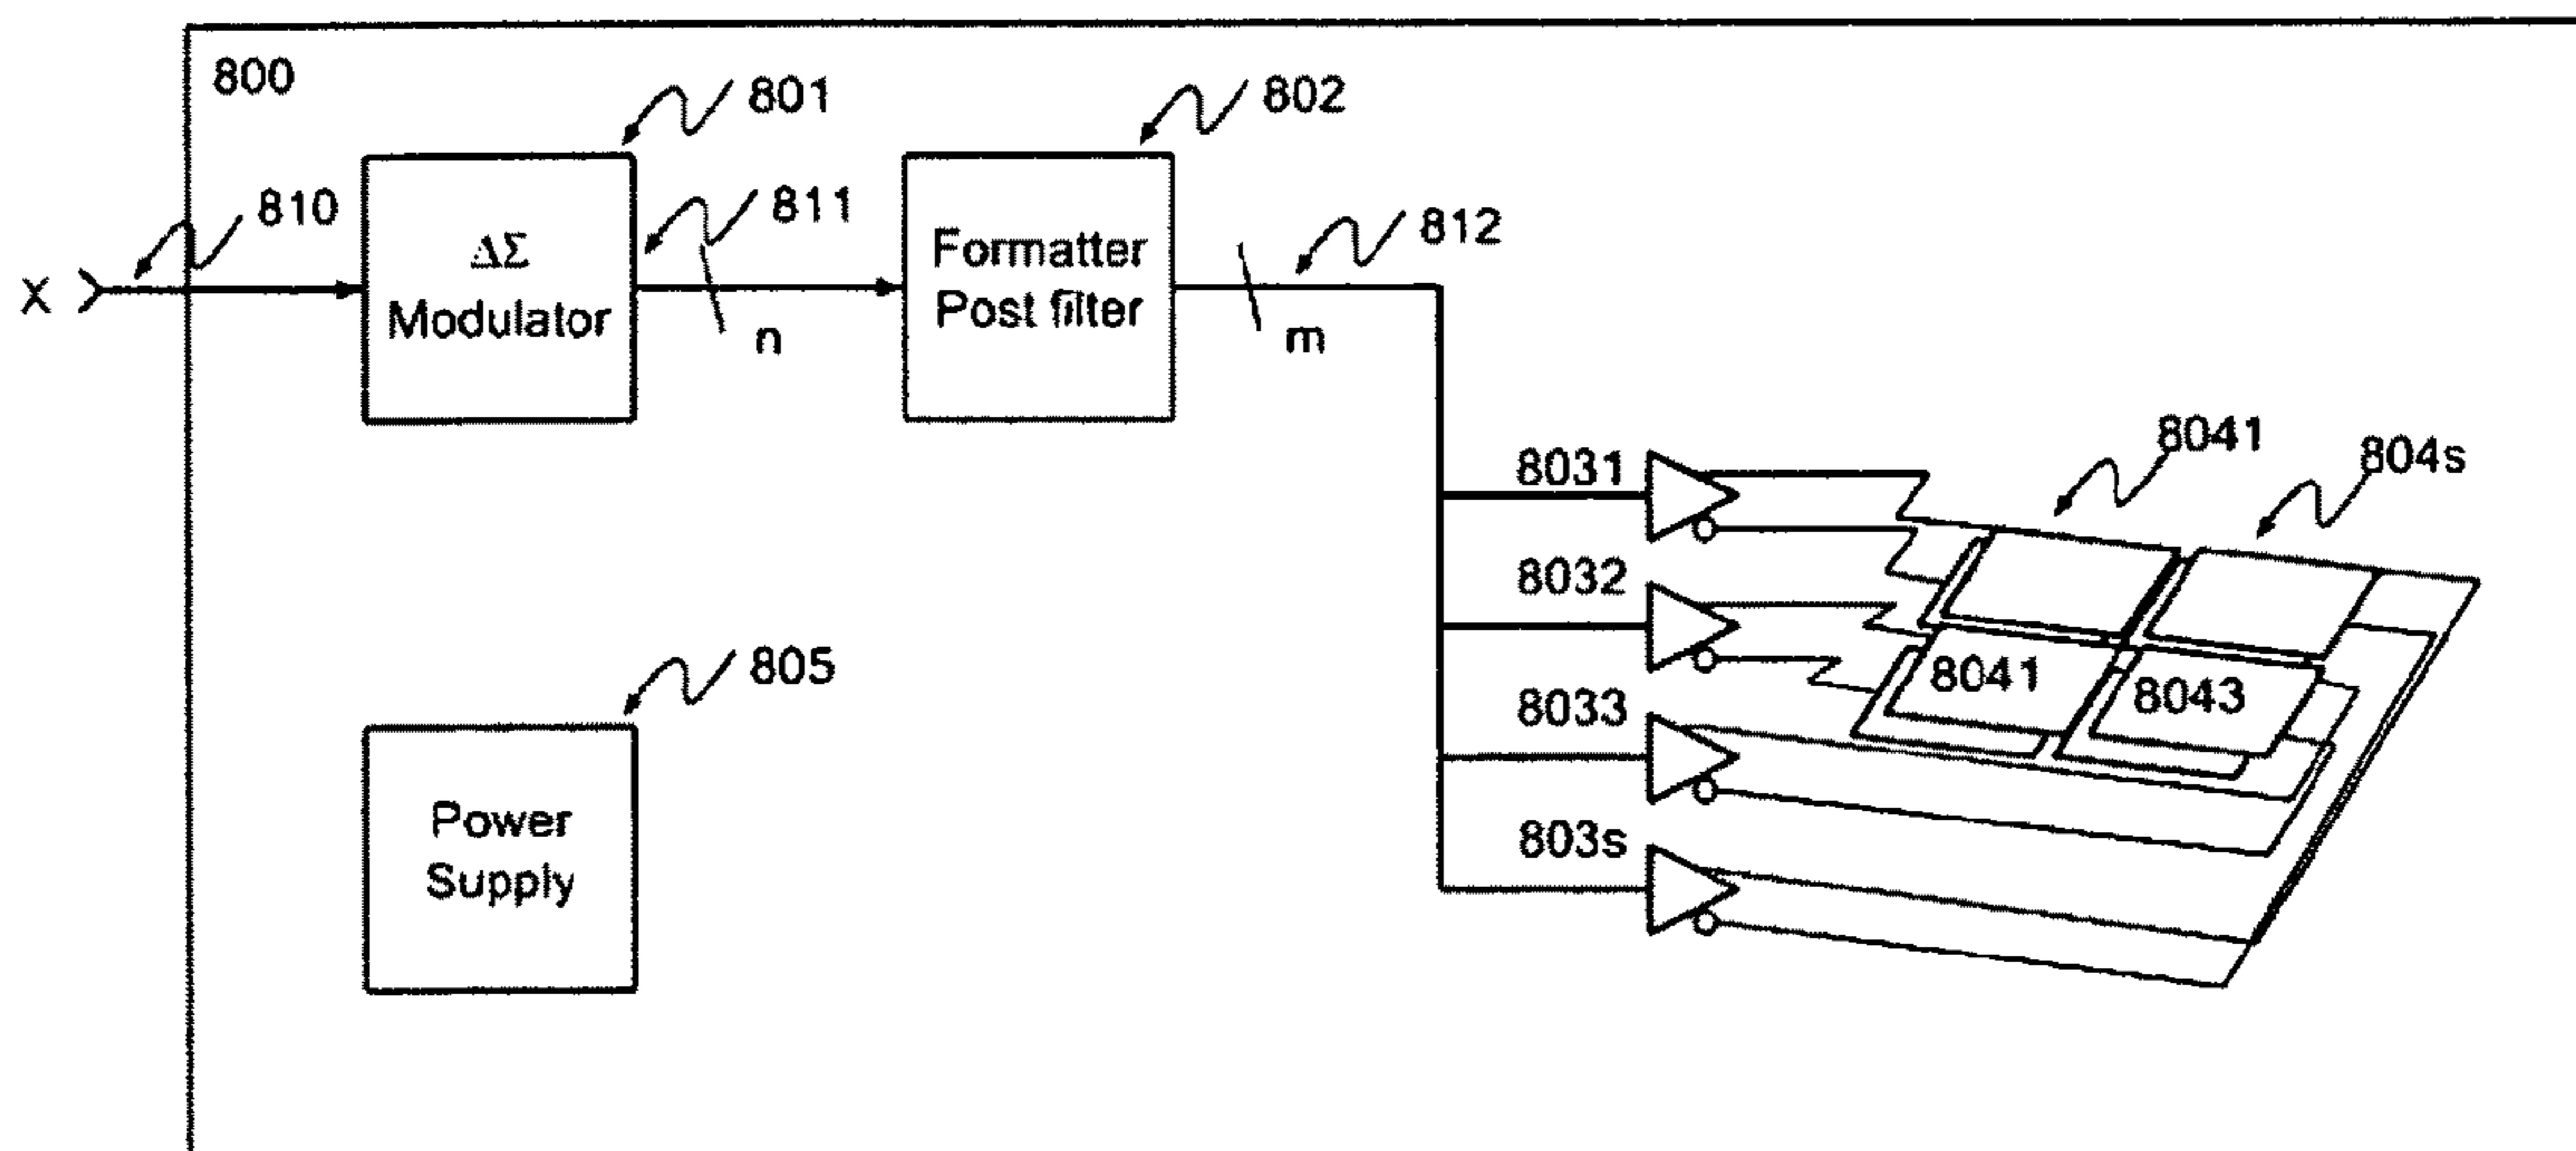 800
801
802
810
811
812
X
ΔΣ
Modulator
n
Formatter
Post filter
m
8031
8041
804s
8032
8041
8043
805
8033
Power
Supply
803s